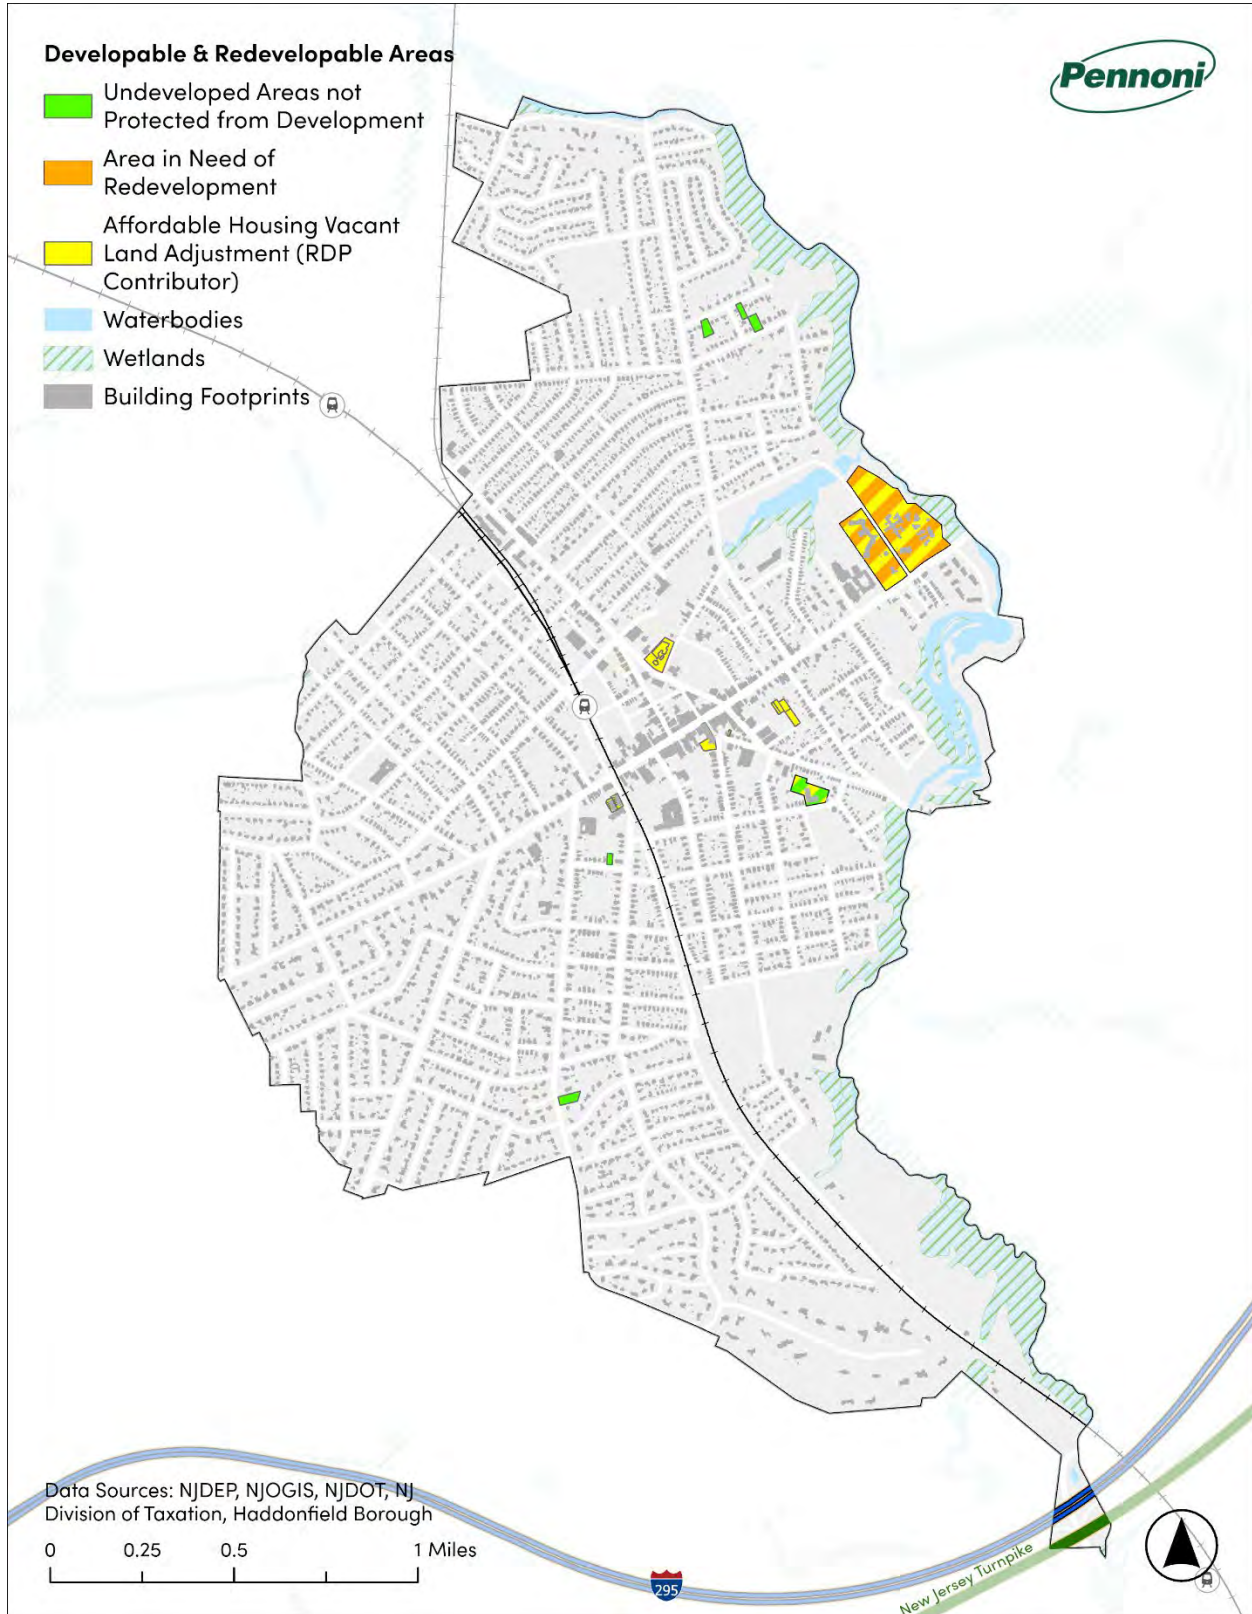 Developable & Redevelopable Areas
Pennoni
Undeveloped Areas not
Protected from Development
Area in Need of
Redevelopment
Affordable Housing Vacant
Land Adjustment (RDP
Contributor)
Waterbodies
Wetlands
Building Footprints
Data Sources: NJDEP, NJOGIS, NJDOT, NJ
Division of Taxation, Haddonfield Borough
0 0.25 0.5 1 Miles
295
New Jersey Turnpike